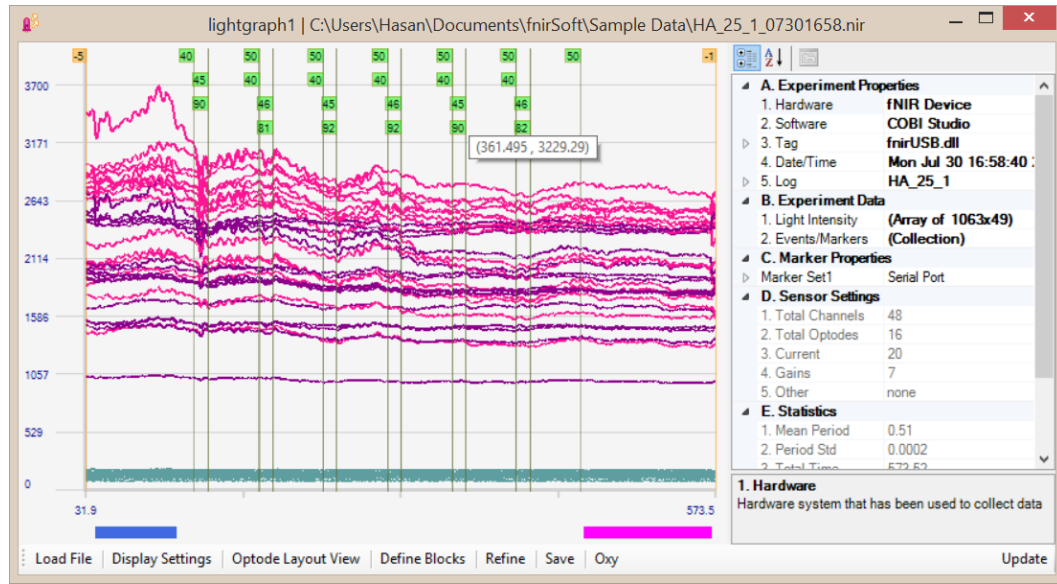 lightgraph1 | C:\Users\Hasan\Documents\fnirSoft\Sample Data\HA_25_1_07301658.nir
-5 40 50 50 50 50 50 50 -1
45 40 40 40 40 40
90 46 45 46 45 46
81 92 92 90 82
(361.495 , 3229.29)
3700
3171
2643
2114
1586
1057
529
0
31.9
573.5
A. Experiment Properties
1. Hardware fNIR Device
2. Software COBI Studio
3. Tag fnirUSB.dll
4. Date/Time Mon Jul 30 16:58:40
5. Log HA_25_1
B. Experiment Data
1. Light Intensity (Array of 1063x49)
2. Events/Markers (Collection)
C. Marker Properties
Marker Set1 Serial Port
D. Sensor Settings
1. Total Channels 48
2. Total Optodes 16
3. Current 20
4. Gains 7
5. Other none
E. Statistics
1. Mean Period 0.51
2. Period Std 0.0002
3. Total Time 573.52
1. Hardware
Hardware system that has been used to collect data
Load File Display Settings Optode Layout View Define Blocks Refine Save Oxy Update